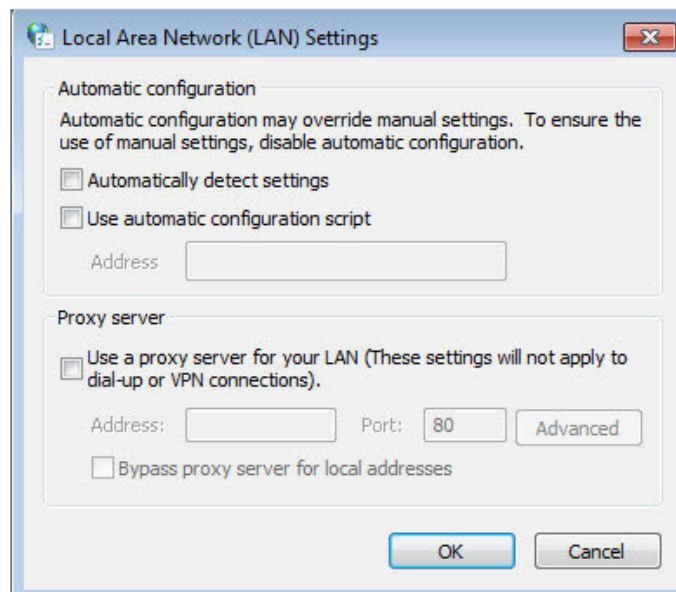 Local Area Network (LAN) Settings
Automatic configuration
Automatic configuration may override manual settings. To ensure the
use of manual settings, disable automatic configuration.
Automatically detect settings
Use automatic configuration script
Address
Proxy server
Use a proxy server for your LAN (These settings will not apply to
dial-up or VPN connections).
Address: Port: 80 Advanced
Bypass proxy server for local addresses
OK Cancel